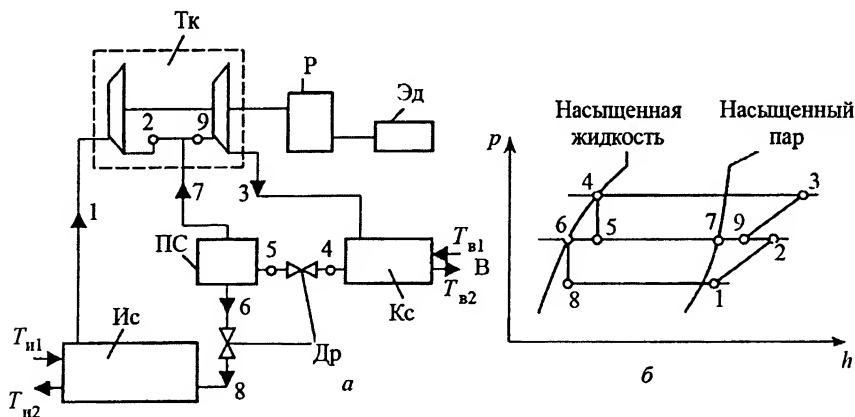 Тк
Р
Эд
2
9
7
3
1
ПС
5
4
Кс
Tв1
В
Tв2
6
Ис
Др
Tн1
Tн2
8
а
Насыщенная
жидкость
Насыщенный
пар
p
4
3
6
5
7
9
2
8
1
h
б